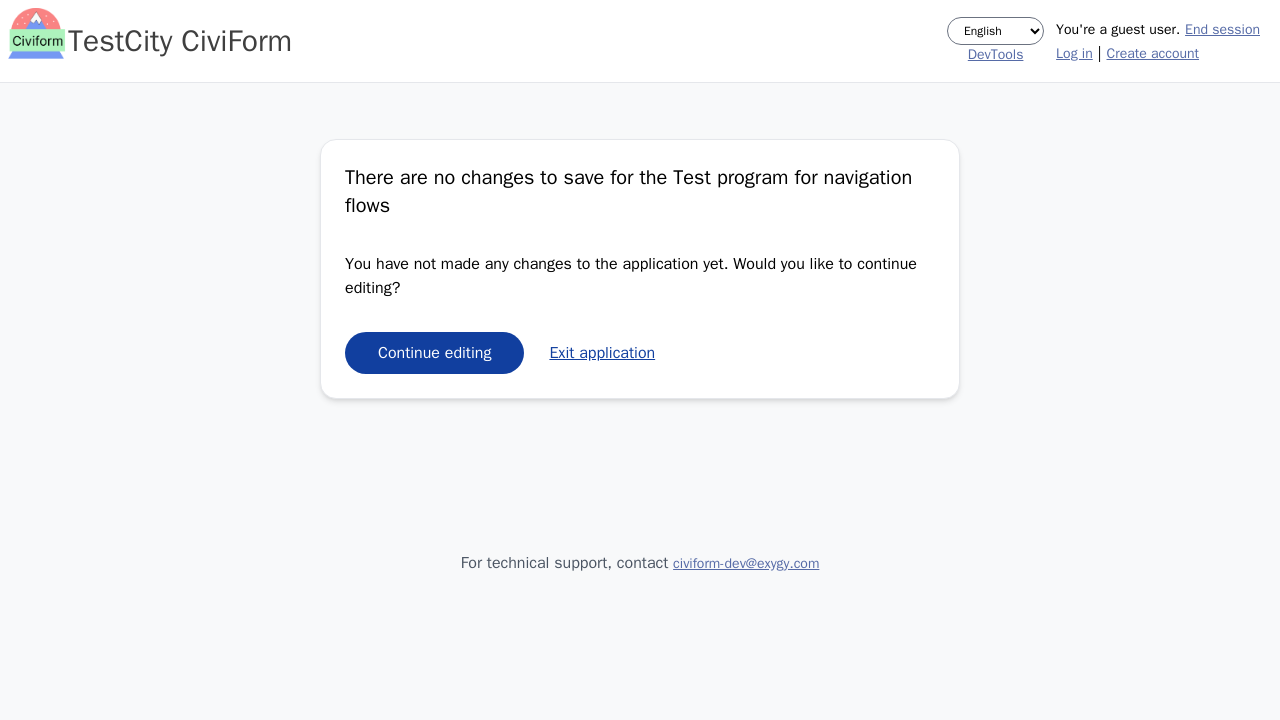 Civiform
TestCity CiviForm
English
DevTools
You're a guest user. End session
Log in | Create account
There are no changes to save for the Test program for navigation
flows
You have not made any changes to the application yet. Would you like to continue
editing?
Continue editing
Exit application
For technical support, contact civiform-dev@exygy.com